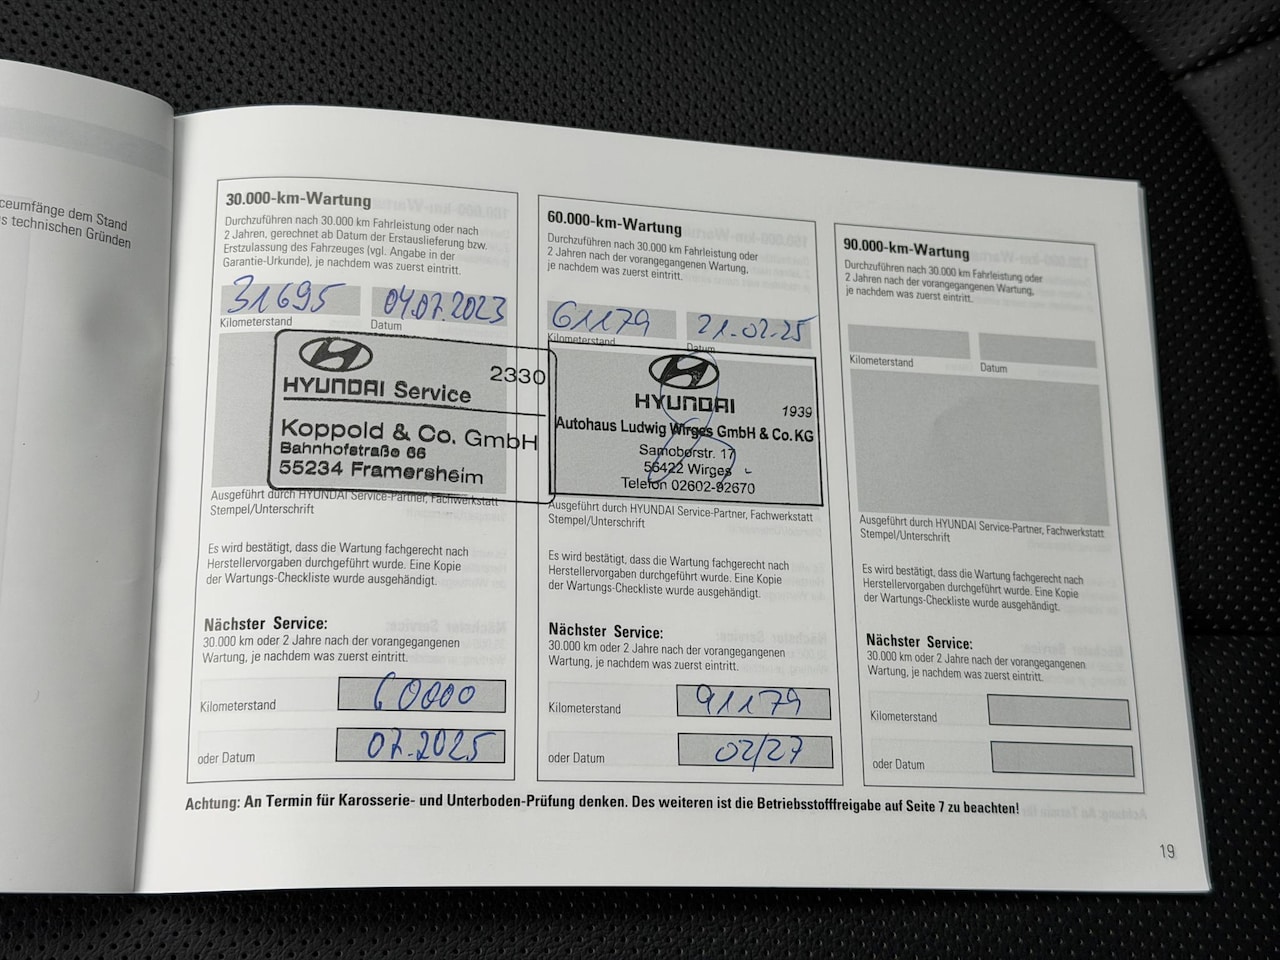 ceumfänge dem Stand
s technischen Gründen
30.000-km-Wartung
Durchzuführen nach 30.000 km Fahrleistung oder nach
2 Jahren, gerechnet ab Datum der Erstauslieferung bzw.
Erstzulassung des Fahrzeuges (vgl. Angabe in der
Garantie-Urkunde), je nachdem was zuerst eintritt.
31695
04.07.2023
Kilometerstand
Datum
HYUNDAI Service
2330
Koppold & Co. GmbH
Bahnhofstraße 66
55234 Framersheim
Ausgeführt durch HYUNDAI Service-Partner, Fachwerkstatt
Stempel/Unterschrift
Es wird bestätigt, dass die Wartung fachgerecht nach
Herstellervorgaben durchgeführt wurde. Eine Kopie
der Wartungs-Checkliste wurde ausgehändigt.
Nächster Service:
30.000 km oder 2 Jahre nach der vorangegangenen
Wartung, je nachdem was zuerst eintritt.
Kilometerstand 60000
oder Datum 07.2025
60.000-km-Wartung
Durchzuführen nach 30.000 km Fahrleistung oder
2 Jahren nach der vorangegangenen Wartung,
je nachdem was zuerst eintritt.
61179
21.02.25
Kilometerstand
Datum
HYUNDAI
1939
Autohaus Ludwig Wirges GmbH & Co. KG
Samoborstr. 17
56422 Wirges
Telefon 02602-92670
Ausgeführt durch HYUNDAI Service-Partner, Fachwerkstatt
Stempel/Unterschrift
Es wird bestätigt, dass die Wartung fachgerecht nach
Herstellervorgaben durchgeführt wurde. Eine Kopie
der Wartungs-Checkliste wurde ausgehändigt.
Nächster Service:
30.000 km oder 2 Jahre nach der vorangegangenen
Wartung, je nachdem was zuerst eintritt.
Kilometerstand 91179
oder Datum 02/27
90.000-km-Wartung
Durchzuführen nach 30.000 km Fahrleistung oder
2 Jahren nach der vorangegangenen Wartung,
je nachdem was zuerst eintritt.
Kilometerstand
Datum
Ausgeführt durch HYUNDAI Service-Partner, Fachwerkstatt
Stempel/Unterschrift
Es wird bestätigt, dass die Wartung fachgerecht nach
Herstellervorgaben durchgeführt wurde. Eine Kopie
der Wartungs-Checkliste wurde ausgehändigt.
Nächster Service:
30.000 km oder 2 Jahre nach der vorangegangenen
Wartung, je nachdem was zuerst eintritt.
Kilometerstand
oder Datum
Achtung: An Termin für Karosserie- und Unterboden-Prüfung denken. Des weiteren ist die Betriebsstofffreigabe auf Seite 7 zu beachten!
19